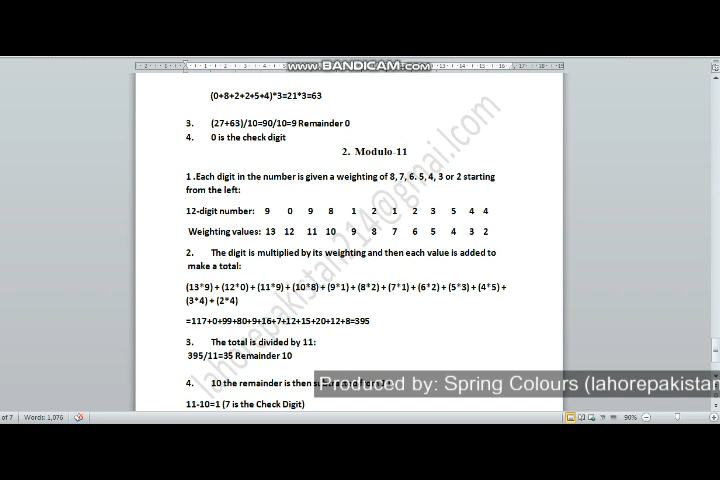 www.BANDICAM.com
(0+8+2+2+5+4)*3=21*3=63
3. (27+63)/10=90/10=9 Remainder 0
4. 0 is the check digit
2. Modulo-11
1 .Each digit in the number is given a weighting of 8, 7, 6. 5, 4, 3 or 2 starting
from the left:
12-digit number: 9 0 9 8 1 2 1 2 3 5 4 4
Weighting values: 13 12 11 10 9 8 7 6 5 4 3 2
2. The digit is multiplied by its weighting and then each value is added to
make a total:
(13*9) + (12*0) + (11*9) + (10*8) + (9*1) + (8*2) + (7*1) + (6*2) + (5*3) + (4*5) +
(3*4) + (2*4)
=117+0+99+80+9+16+7+12+15+20+12+8=395
3. The total is divided by 11:
395/11=35 Remainder 10
4. 10 the remainder is then
Produced by: Spring Colours (lahorepakistan
11-10=1 (7 is the Check Digit)
lahorepakistan214@gmail.com
of 7 Words: 1,076 90%